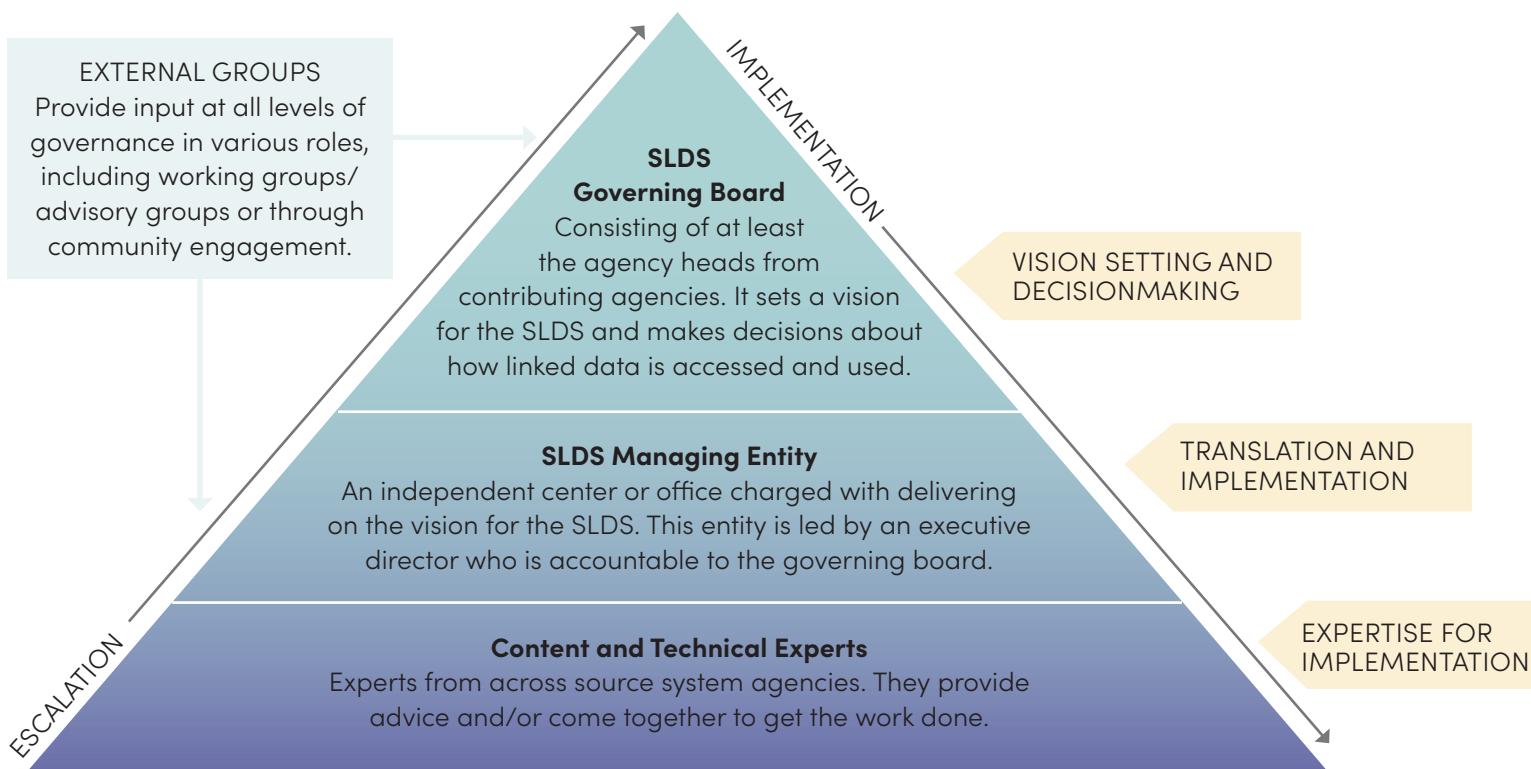 EXTERNAL GROUPS
Provide input at all levels of
governance in various roles,
including working groups/
advisory groups or through
community engagement.
IMPLEMENTATION
SLDS
Governing Board
Consisting of at least
the agency heads from
contributing agencies. It sets a vision
for the SLDS and makes decisions about
how linked data is accessed and used.
VISION SETTING AND
DECISIONMAKING
SLDS Managing Entity
An independent center or office charged with delivering
on the vision for the SLDS. This entity is led by an executive
director who is accountable to the governing board.
TRANSLATION AND
IMPLEMENTATION
Content and Technical Experts
Experts from across source system agencies. They provide
advice and/or come together to get the work done.
EXPERTISE FOR
IMPLEMENTATION
ESCALATION